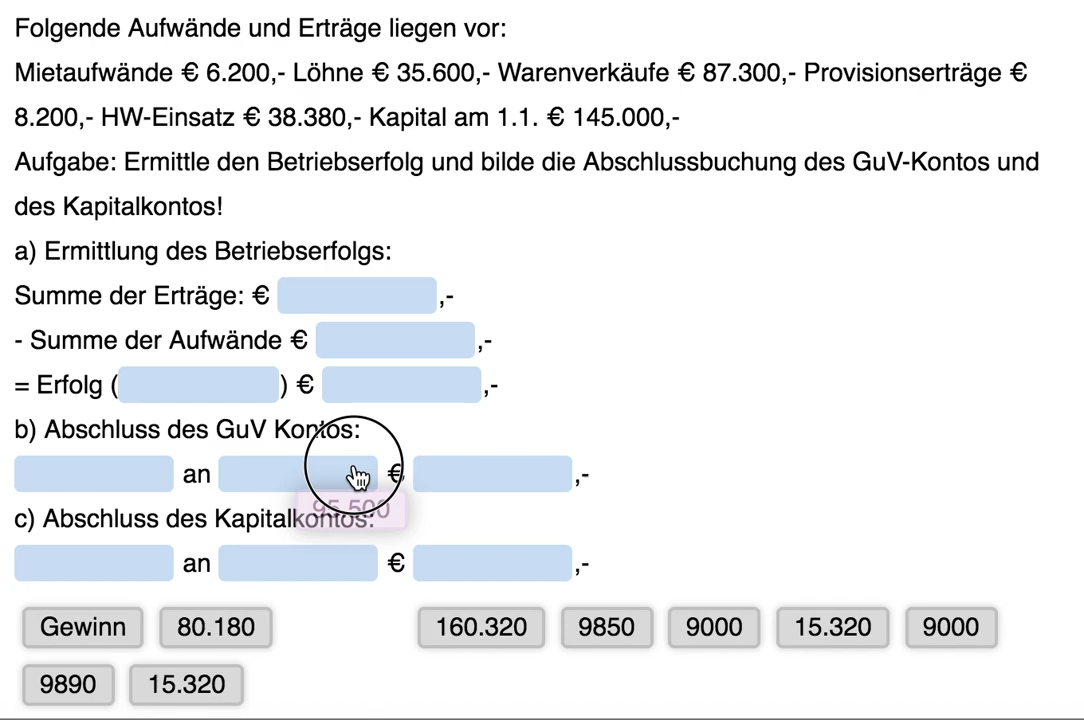 Folgende Aufwände und Erträge liegen vor:
Mietaufwände € 6.200,- Löhne € 35.600,- Warenverkäufe € 87.300,- Provisionserträge €
8.200,- HW-Einsatz € 38.380,- Kapital am 1.1. € 145.000,-
Aufgabe: Ermittle den Betriebserfolg und bilde die Abschlussbuchung des GuV-Kontos und
des Kapitalkontos!
a) Ermittlung des Betriebserfolgs:
Summe der Erträge: € ,-
- Summe der Aufwände € ,-
= Erfolg ( ) € ,-
b) Abschluss des GuV Kontos:
an € ,-
95.500
c) Abschluss des Kapitalkontos:
an € ,-
Gewinn 80.180 160.320 9850 9000 15.320 9000
9890 15.320